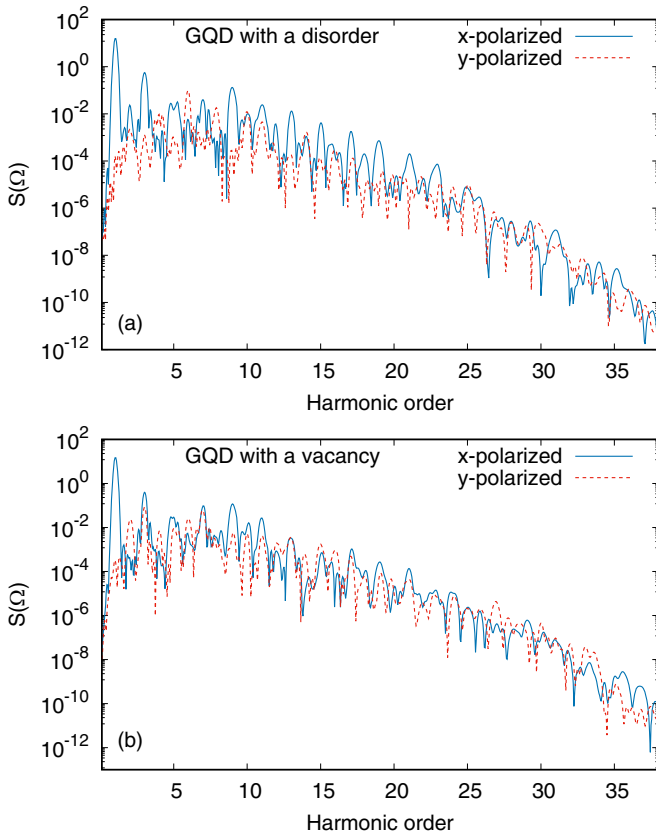 GQD with a disorder
x-polarized
y-polarized
10^2
10^0
10^-2
10^-4
10^-6
10^-8
10^-10
10^-12
S(Ω)
(a)
5 10 15 20 25 30 35
Harmonic order
GQD with a vacancy
x-polarized
y-polarized
10^2
10^0
10^-2
10^-4
10^-6
10^-8
10^-10
10^-12
S(Ω)
(b)
5 10 15 20 25 30 35
Harmonic order